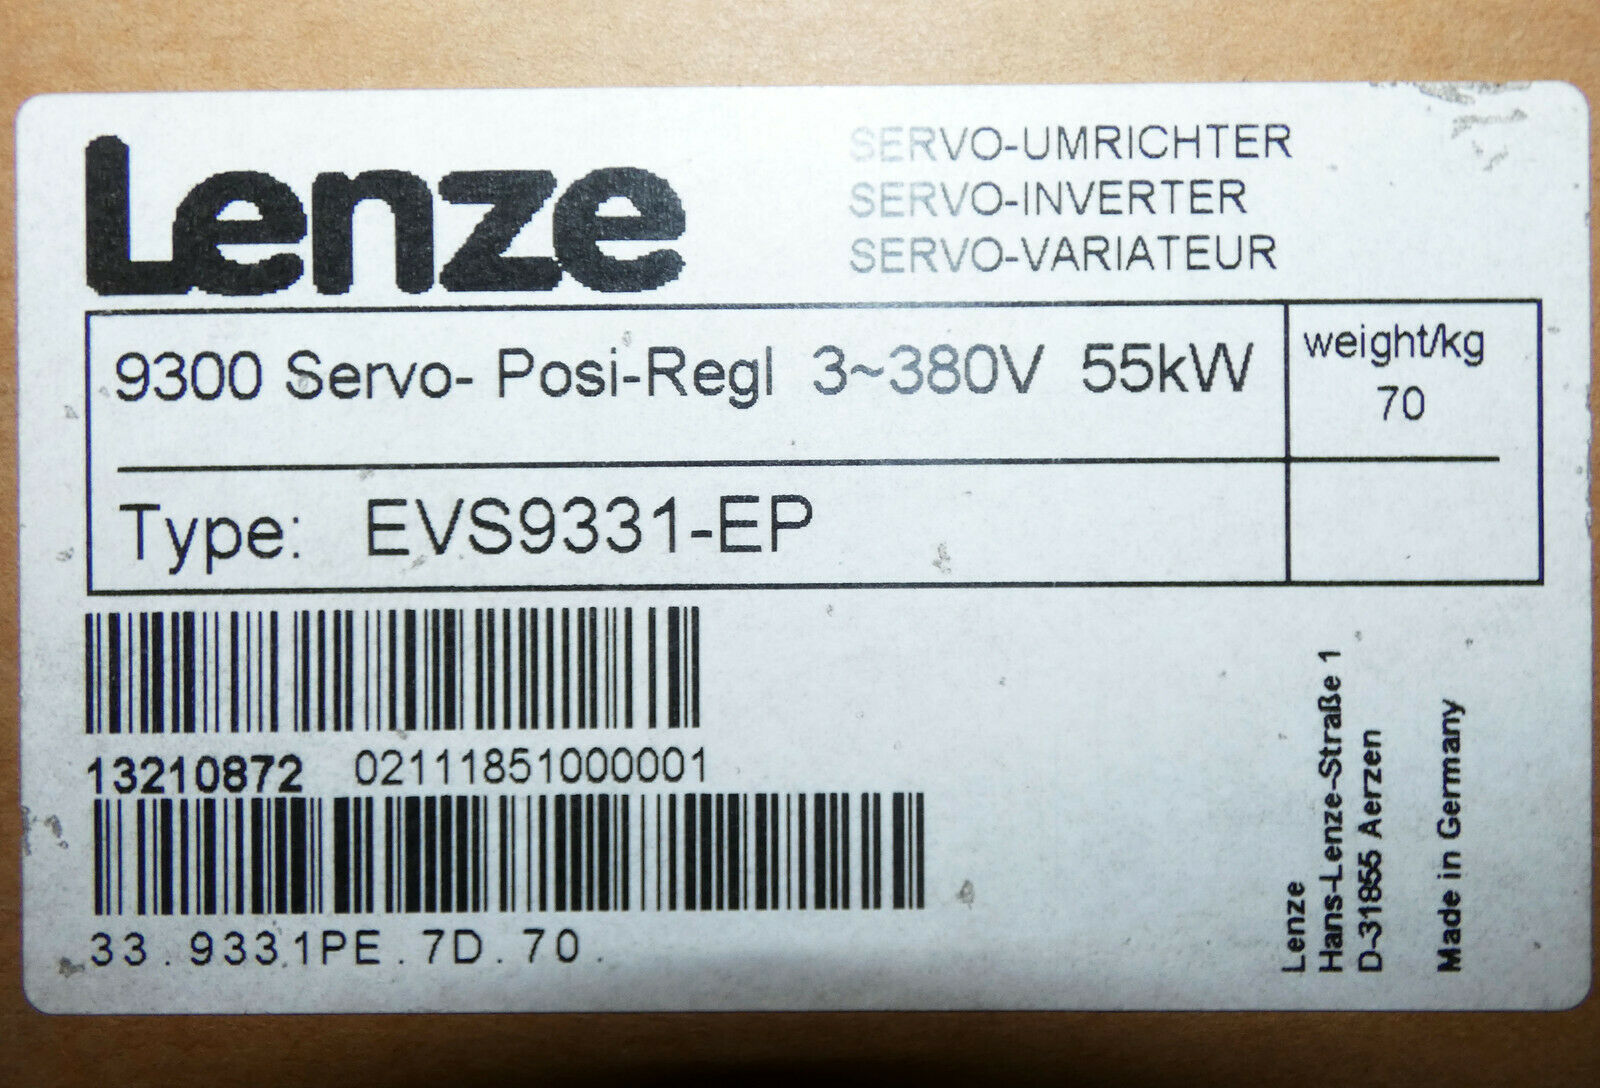 Lenze
SERVO-UMRICHTER
SERVO-INVERTER
SERVO-VARIATEUR
9300 Servo- Posi-Regl 3~380V 55kW
weight/kg
70
Type: EVS9331-EP
13210872 02111851000001
33.9331PE.7D.70.
Lenze
Hans-Lenze-Straße 1
D-31855 Aerzen
Made in Germany